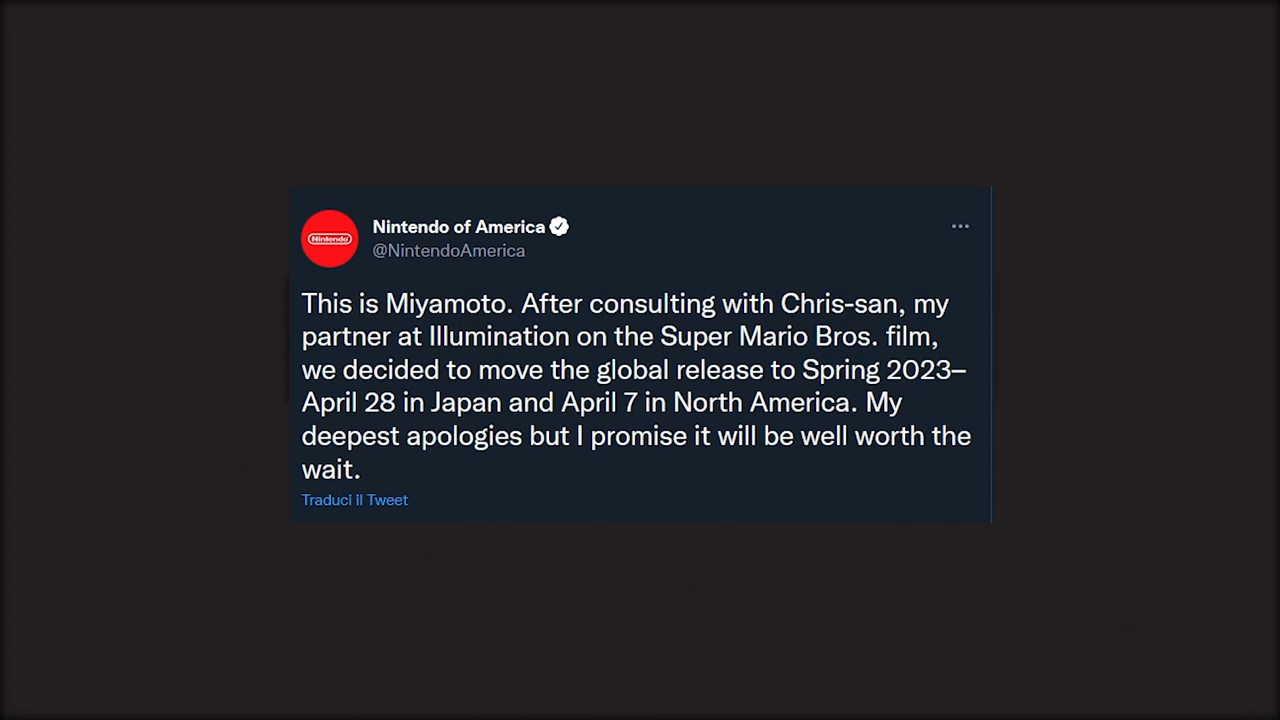 Nintendo
Nintendo of America
@NintendoAmerica
This is Miyamoto. After consulting with Chris-san, my
partner at Illumination on the Super Mario Bros. film,
we decided to move the global release to Spring 2023–
April 28 in Japan and April 7 in North America. My
deepest apologies but I promise it will be well worth the
wait.
Traduci il Tweet